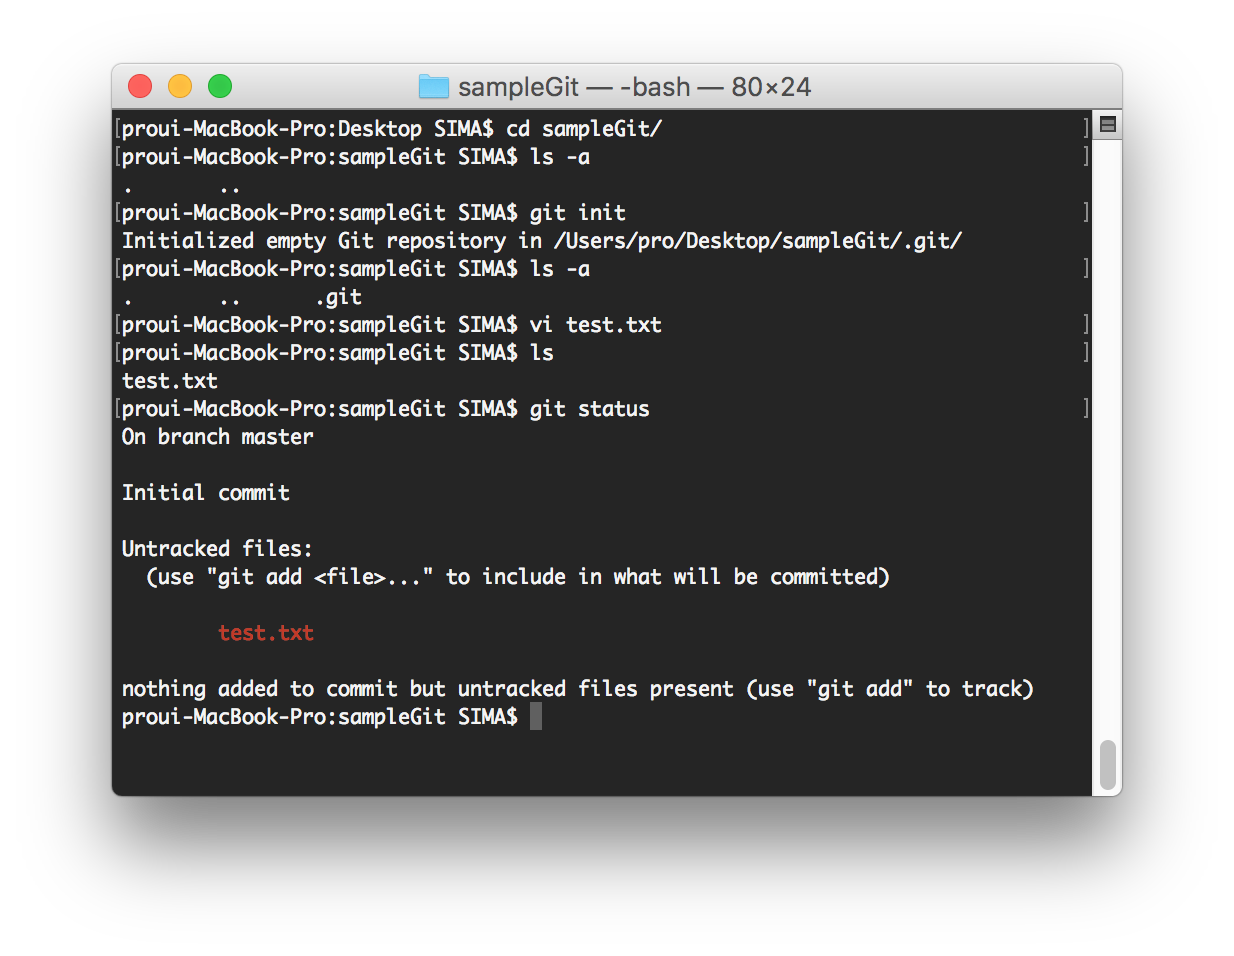 sampleGit — -bash — 80×24
[proui-MacBook-Pro:Desktop SIMA$ cd sampleGit/ ]
[proui-MacBook-Pro:sampleGit SIMA$ ls -a ]
. ..
[proui-MacBook-Pro:sampleGit SIMA$ git init ]
Initialized empty Git repository in /Users/pro/Desktop/sampleGit/.git/
[proui-MacBook-Pro:sampleGit SIMA$ ls -a ]
. .. .git
[proui-MacBook-Pro:sampleGit SIMA$ vi test.txt ]
[proui-MacBook-Pro:sampleGit SIMA$ ls ]
test.txt
[proui-MacBook-Pro:sampleGit SIMA$ git status ]
On branch master
Initial commit
Untracked files:
(use "git add <file>..." to include in what will be committed)
test.txt
nothing added to commit but untracked files present (use "git add" to track)
proui-MacBook-Pro:sampleGit SIMA$